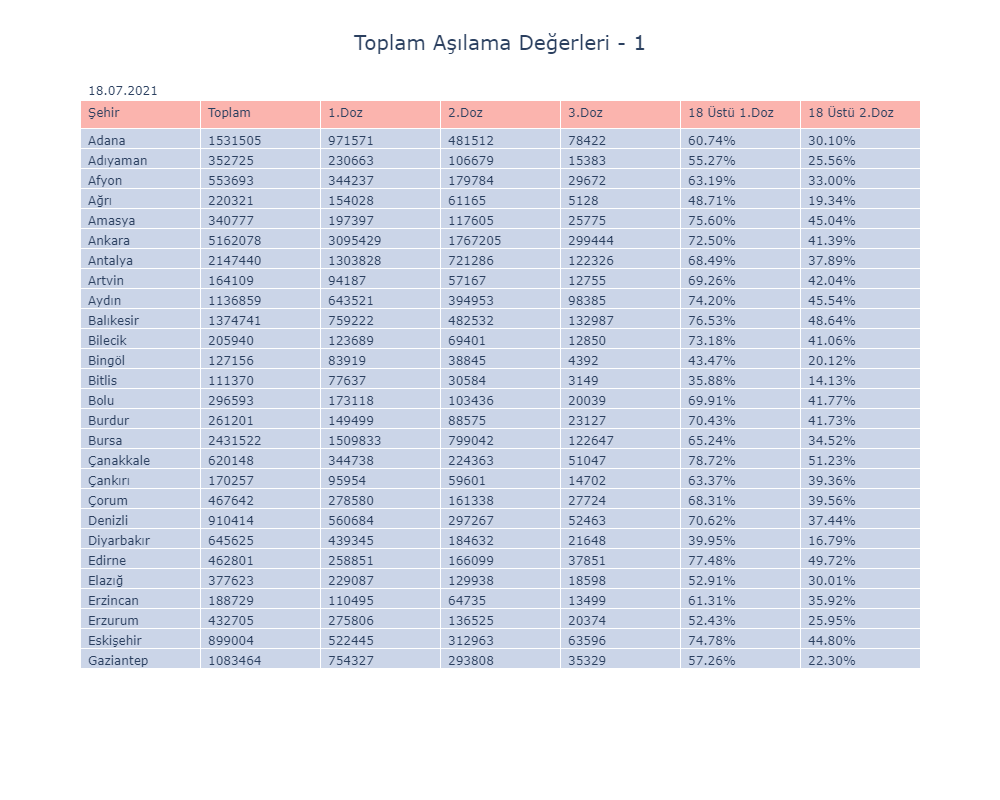 Toplam Aşılama Değerleri - 1
18.07.2021
Şehir Toplam 1.Doz 2.Doz 3.Doz 18 Üstü 1.Doz 18 Üstü 2.Doz
Adana 1531505 971571 481512 78422 60.74% 30.10%
Adıyaman 352725 230663 106679 15383 55.27% 25.56%
Afyon 553693 344237 179784 29672 63.19% 33.00%
Ağrı 220321 154028 61165 5128 48.71% 19.34%
Amasya 340777 197397 117605 25775 75.60% 45.04%
Ankara 5162078 3095429 1767205 299444 72.50% 41.39%
Antalya 2147440 1303828 721286 122326 68.49% 37.89%
Artvin 164109 94187 57167 12755 69.26% 42.04%
Aydın 1136859 643521 394953 98385 74.20% 45.54%
Balıkesir 1374741 759222 482532 132987 76.53% 48.64%
Bilecik 205940 123689 69401 12850 73.18% 41.06%
Bingöl 127156 83919 38845 4392 43.47% 20.12%
Bitlis 111370 77637 30584 3149 35.88% 14.13%
Bolu 296593 173118 103436 20039 69.91% 41.77%
Burdur 261201 149499 88575 23127 70.43% 41.73%
Bursa 2431522 1509833 799042 122647 65.24% 34.52%
Çanakkale 620148 344738 224363 51047 78.72% 51.23%
Çankırı 170257 95954 59601 14702 63.37% 39.36%
Çorum 467642 278580 161338 27724 68.31% 39.56%
Denizli 910414 560684 297267 52463 70.62% 37.44%
Diyarbakır 645625 439345 184632 21648 39.95% 16.79%
Edirne 462801 258851 166099 37851 77.48% 49.72%
Elazığ 377623 229087 129938 18598 52.91% 30.01%
Erzincan 188729 110495 64735 13499 61.31% 35.92%
Erzurum 432705 275806 136525 20374 52.43% 25.95%
Eskişehir 899004 522445 312963 63596 74.78% 44.80%
Gaziantep 1083464 754327 293808 35329 57.26% 22.30%